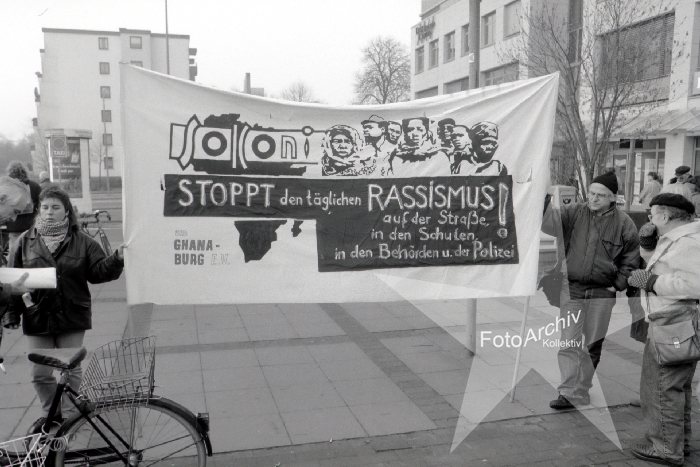 Sokoni
STOPPT den täglichen RASSISMUS!
auf der Straße,
in den Schulen,
in den Behörden u. der Polizei
GHANA-
BURG E.V.
FotoArchiv
Kollektiv